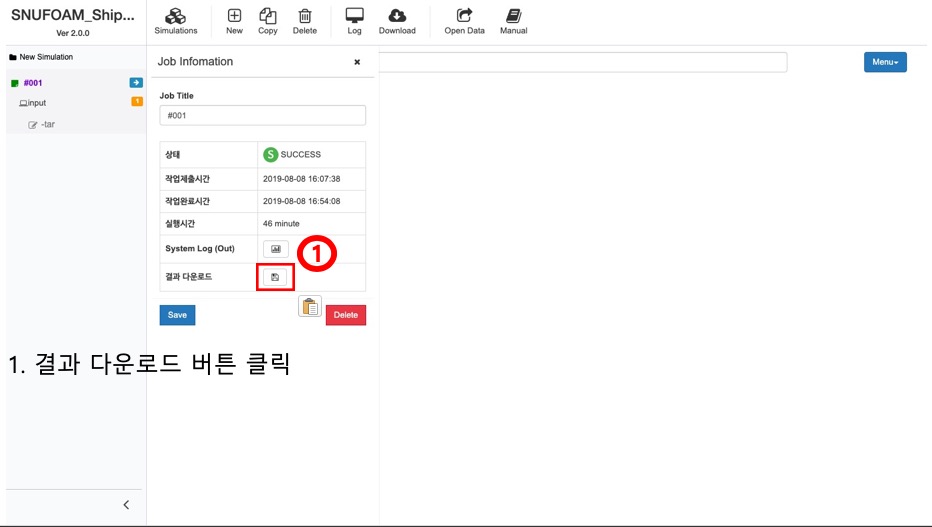 SNUFOAM_Ship...
Ver 2.0.0
Simulations
New
Copy
Delete
Log
Download
Open Data
Manual
New Simulation
#001
input
1
-tar
Job Infomation
Menu
Job Title
#001
상태
S SUCCESS
작업제출시간
2019-08-08 16:07:38
작업완료시간
2019-08-08 16:54:08
실행시간
46 minute
System Log (Out)
1
결과 다운로드
Save
Delete
1. 결과 다운로드 버튼 클릭